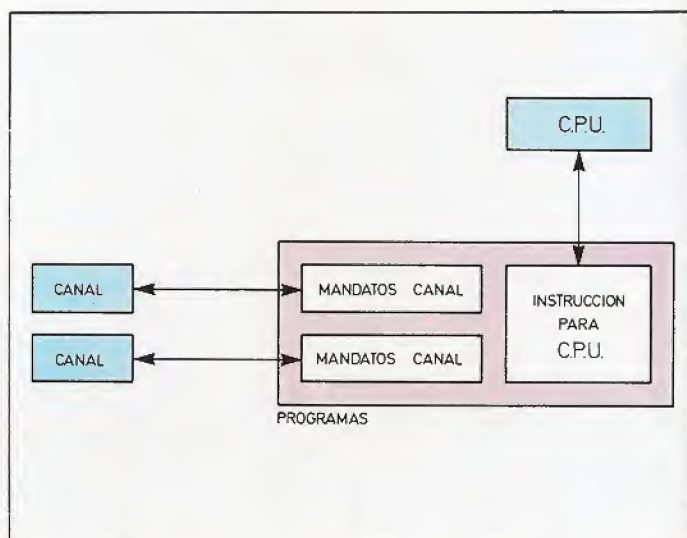 C.P.U.
CANAL
MANDATOS CANAL
CANAL
MANDATOS CANAL
INSTRUCCION
PARA
C.P.U.
PROGRAMAS